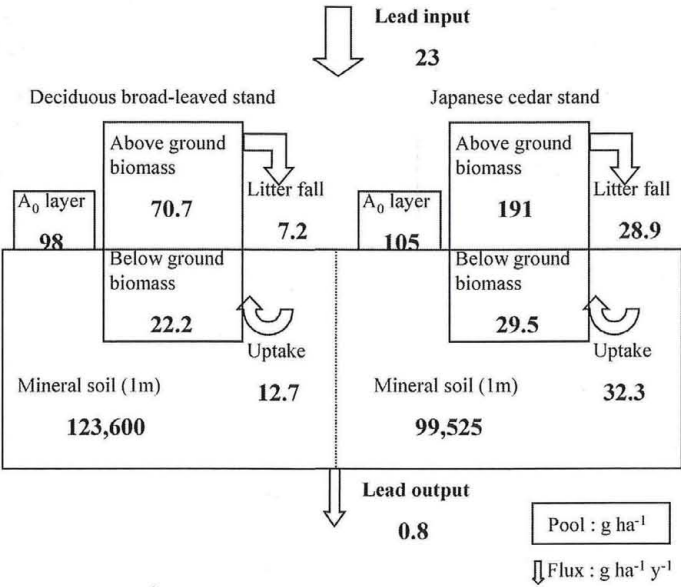 Lead input
23
Deciduous broad-leaved stand
Japanese cedar stand
Above ground
biomass
70.7
Litter fall
7.2
A₀ layer
98
Below ground
biomass
22.2
Uptake
12.7
Mineral soil (1m)
123,600
Above ground
biomass
191
Litter fall
28.9
A₀ layer
105
Below ground
biomass
29.5
Uptake
32.3
Mineral soil (1m)
99,525
Lead output
0.8
Pool : g ha⁻¹
Flux : g ha⁻¹ y⁻¹